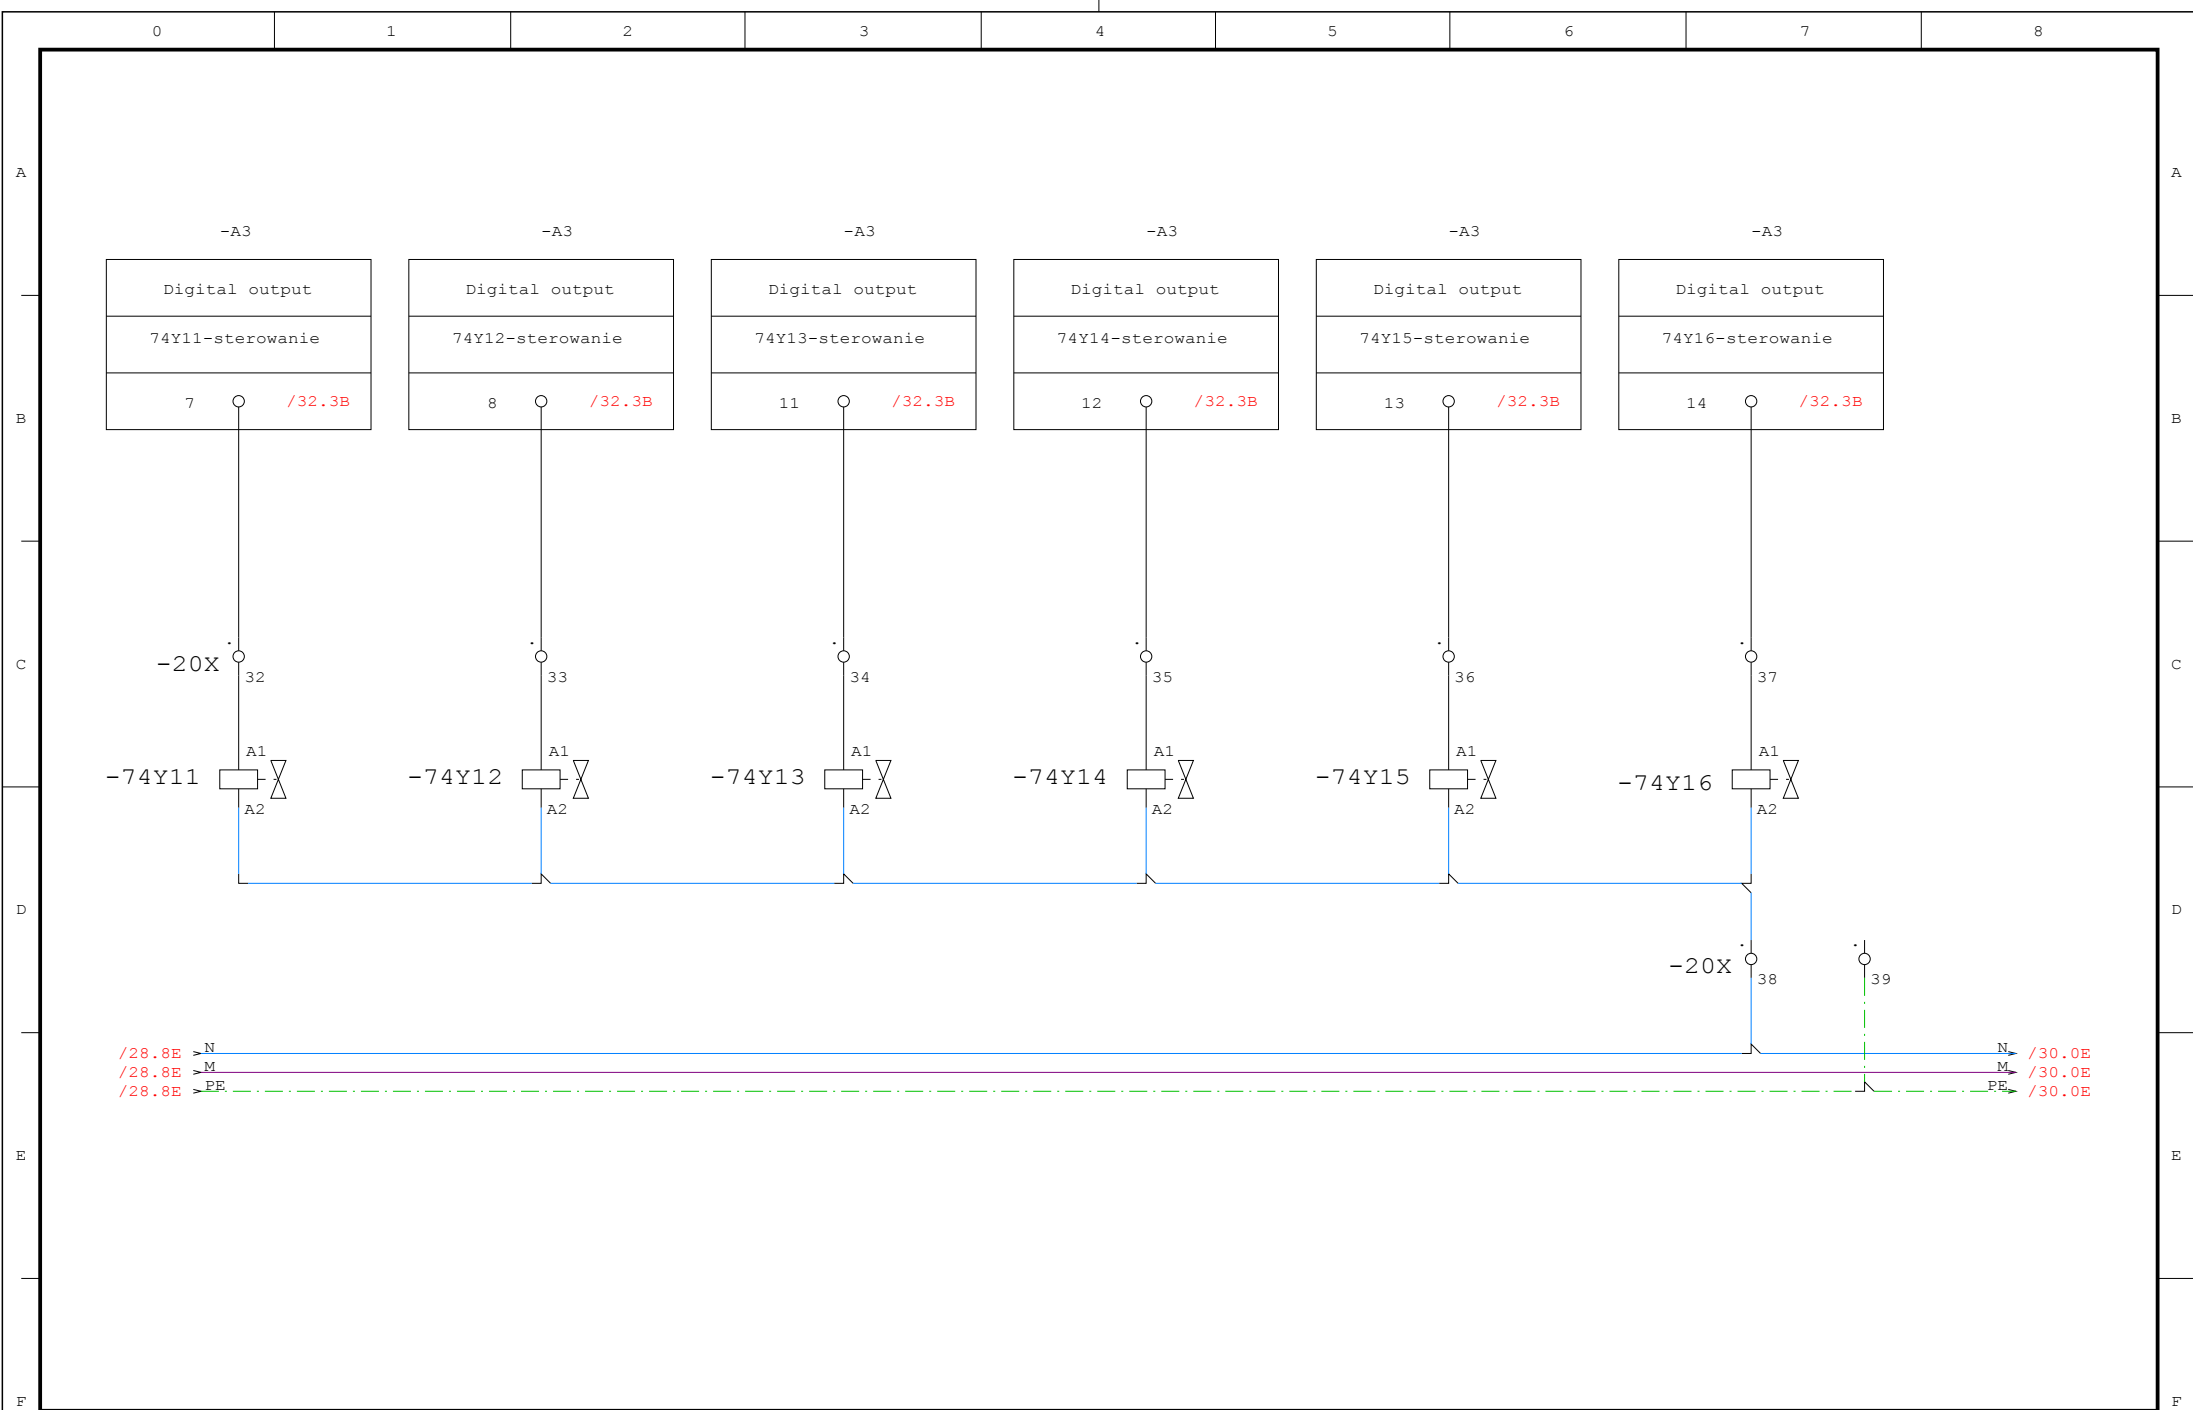 0 1 2 3 4 5 6 7 8
A A
-A3 -A3 -A3 -A3 -A3 -A3
Digital output Digital output Digital output Digital output Digital output Digital output
74Y11-sterowanie 74Y12-sterowanie 74Y13-sterowanie 74Y14-sterowanie 74Y15-sterowanie 74Y16-sterowanie
7 /32.3B 8 /32.3B 11 /32.3B 12 /32.3B 13 /32.3B 14 /32.3B
B B
C -20X C
32 33 34 35 36 37
A1 A1 A1 A1 A1 A1
-74Y11 -74Y12 -74Y13 -74Y14 -74Y15 -74Y16
A2 A2 A2 A2 A2 A2
D D
-20X 38 39
/28.8E N N /30.0E
/28.8E M M /30.0E
/28.8E PE PE /30.0E
E E
F F